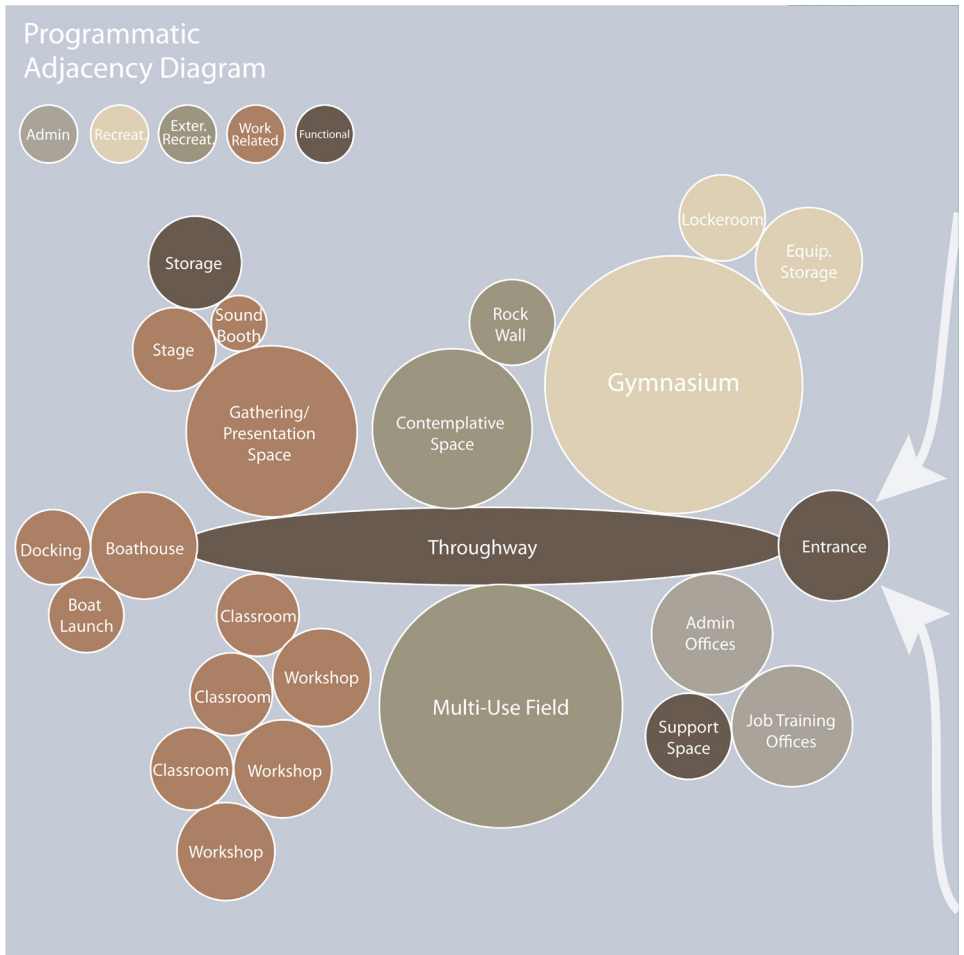 Programmatic
Adjacency Diagram
Admin
Recreat.
Exter.
Recreat.
Work
Related
Functional
Lockeroom
Equip.
Storage
Storage
Sound
Booth
Stage
Rock
Wall
Gymnasium
Gathering/
Presentation
Space
Contemplative
Space
Docking
Boathouse
Throughway
Entrance
Boat
Launch
Classroom
Admin
Offices
Workshop
Classroom
Multi-Use Field
Support
Space
Job Training
Offices
Classroom
Workshop
Workshop